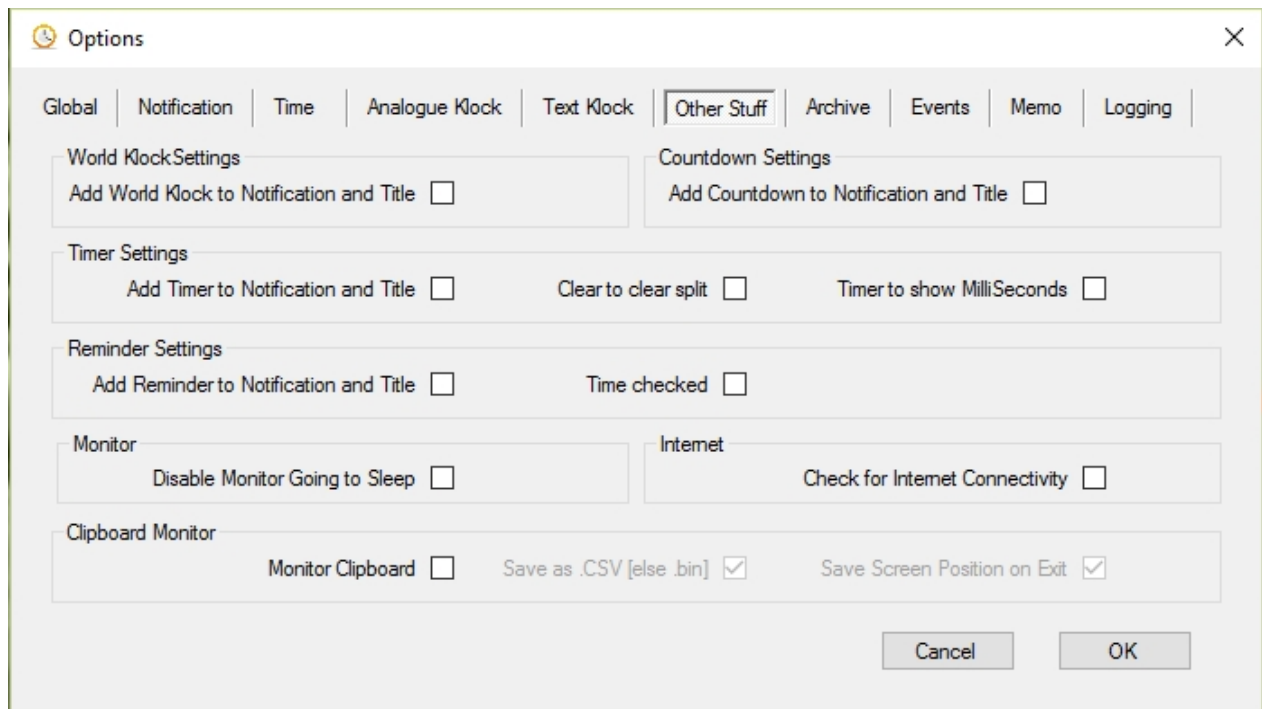 Options
Global Notification Time Analogue Klock Text Klock Other Stuff Archive Events Memo Logging
World KlockSettings Countdown Settings
Add World Klock to Notification and Title Add Countdown to Notification and Title
Timer Settings
Add Timer to Notification and Title Clear to clear split Timer to show MilliSeconds
Reminder Settings
Add Reminder to Notification and Title Time checked
Monitor Internet
Disable Monitor Going to Sleep Check for Internet Connectivity
Clipboard Monitor
Monitor Clipboard Save as .CSV [else .bin] Save Screen Position on Exit
Cancel OK